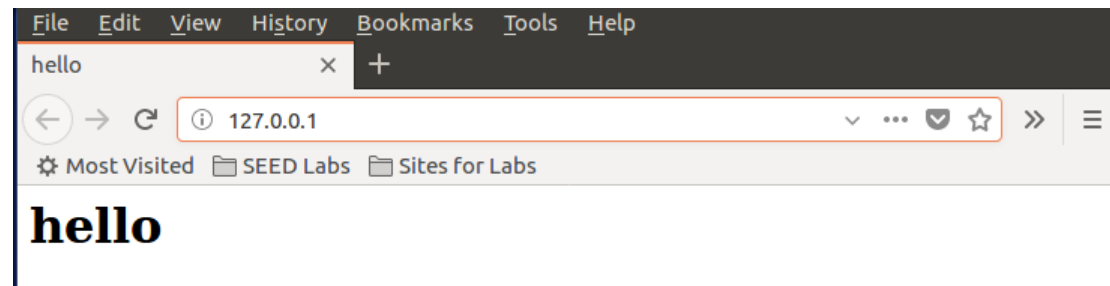 File Edit View History Bookmarks Tools Help
hello
127.0.0.1
Most Visited SEED Labs Sites for Labs
hello